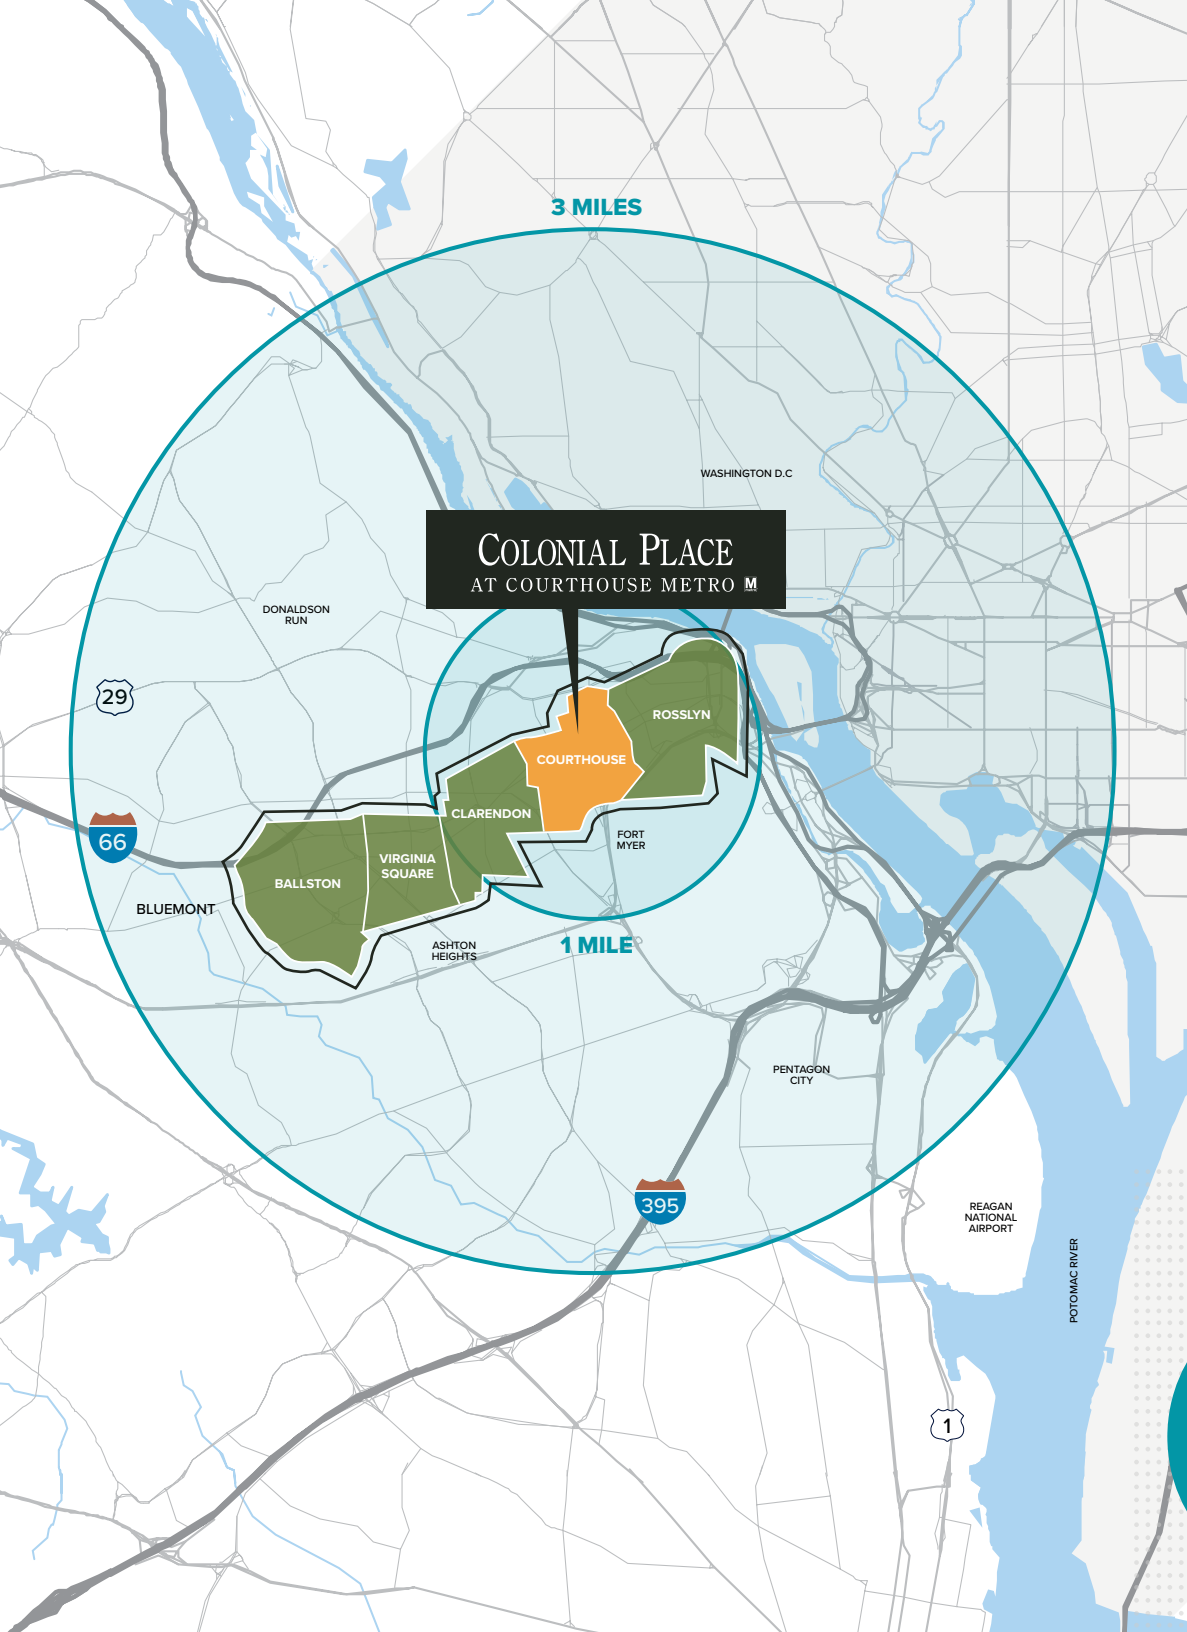 3 MILES
WASHINGTON D.C
COLONIAL PLACE
AT COURTHOUSE METRO M
DONALDSON
RUN
29
ROSSLYN
COURTHOUSE
CLARENDON
66
FORT
MYER
VIRGINIA
SQUARE
BALLSTON
BLUEMONT
ASHTON
HEIGHTS
1 MILE
PENTAGON
CITY
395
REAGAN
NATIONAL
AIRPORT
POTOMAC RIVER
1